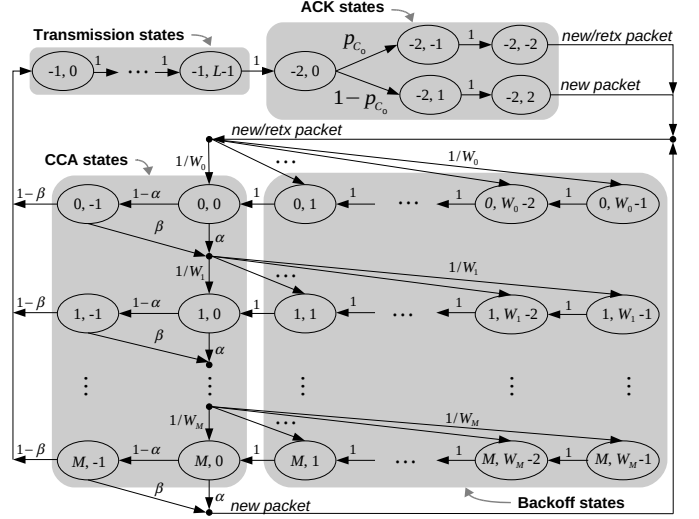 ACK states
Transmission states
-1, 0
1
...
1
-1, L-1
1
-2, 0
p_{C_0}
-2, -1
1
-2, -2
new/retx packet
1-p_{C_0}
-2, 1
1
-2, 2
new packet
new/retx packet
CCA states
1/W_0
...
1/W_0
1-β
0, -1
1-α
0, 0
1
0, 1
1
...
1
0, W_0-2
1
0, W_0-1
β
α
1/W_1
...
1/W_1
1-β
1, -1
1-α
1, 0
1
1, 1
1
...
1
1, W_1-2
1
1, W_1-1
β
α
⋮ ⋮ ⋮ ⋮ ⋮
1/W_M
...
1/W_M
1-β
M, -1
1-α
M, 0
1
M, 1
1
...
1
M, W_M-2
1
M, W_M-1
β
α
new packet
Backoff states